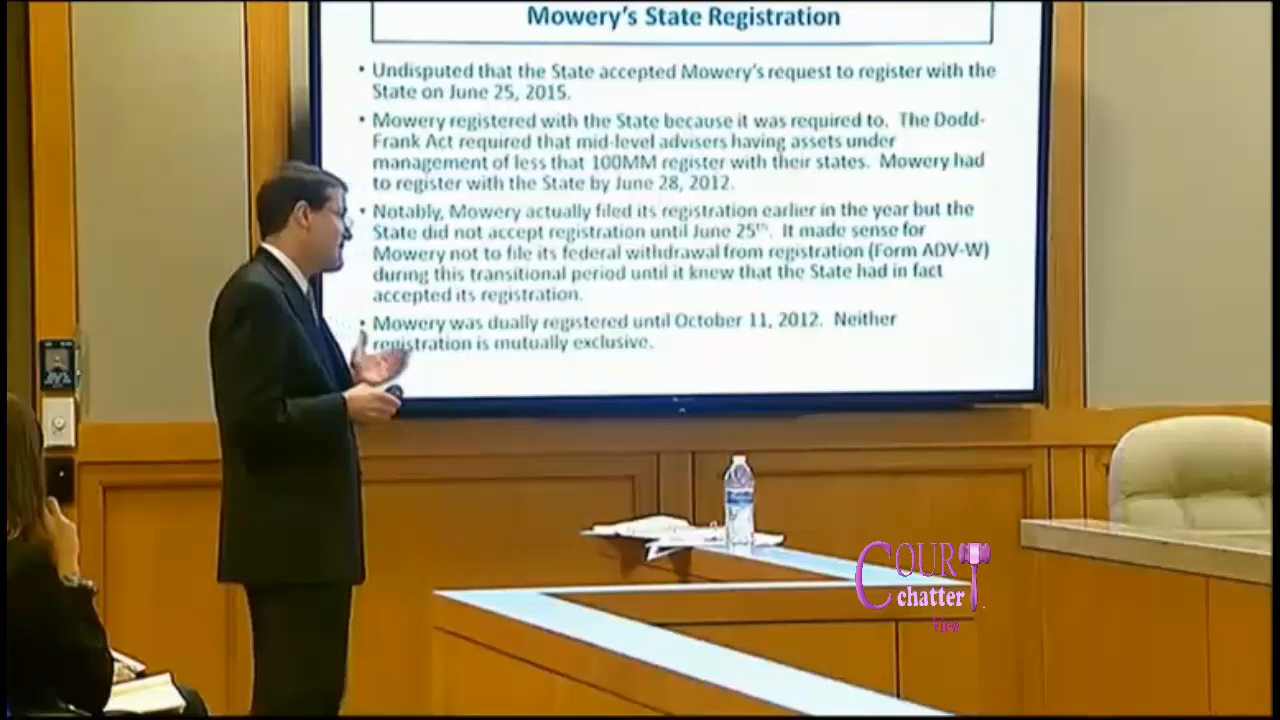 Mowery's State Registration
• Undisputed that the State accepted Mowery's request to register with the
State on June 25, 2015.
• Mowery registered with the State because it was required to. The Dodd-
Frank Act required that mid-level advisers having assets under
management of less that 100MM register with their states. Mowery had
to register with the State by June 28, 2012.
• Notably, Mowery actually filed its registration earlier in the year but the
State did not accept registration until June 25th. It made sense for
Mowery not to file its federal withdrawal from registration (Form ADV-W)
during this transitional period until it knew that the State had in fact
accepted its registration.
• Mowery was dually registered until October 11, 2012. Neither
registration is mutually exclusive.
COURT
chatter
View